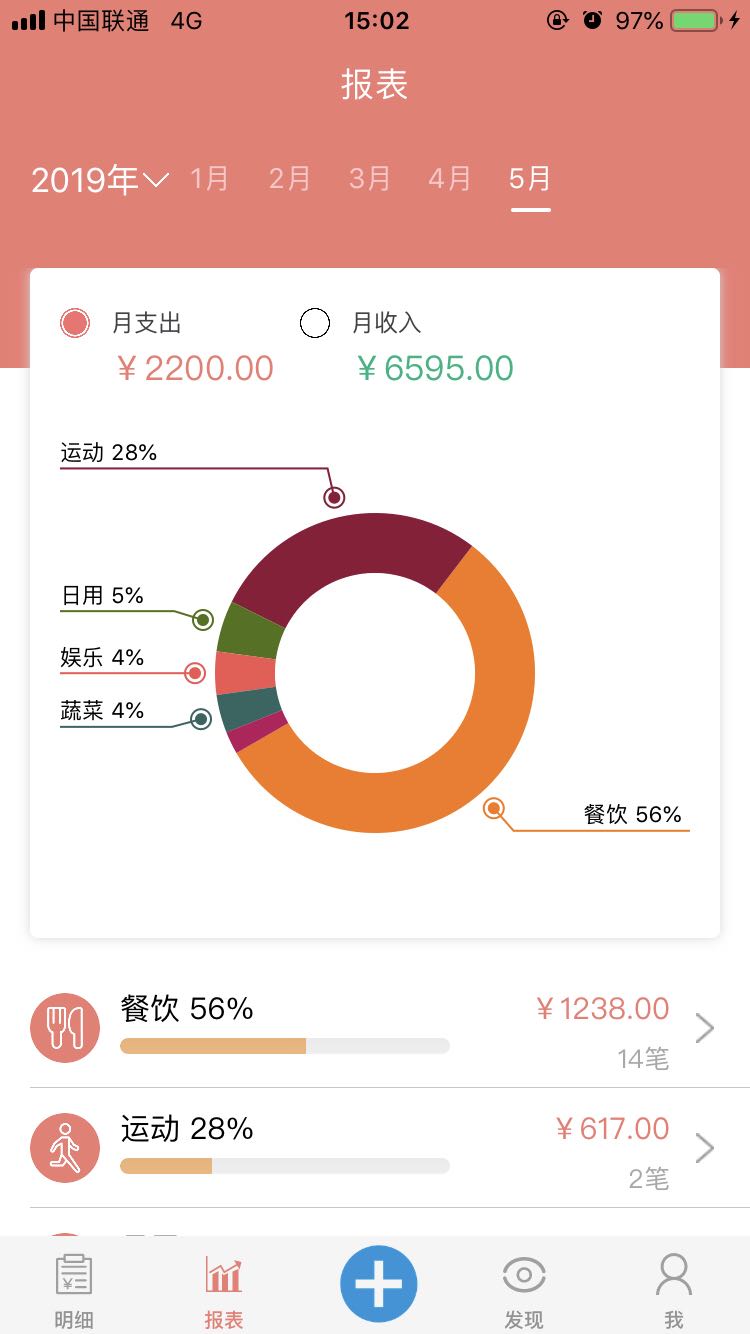 中国联通 4G 15:02 97%
报表
2019年 1月 2月 3月 4月 5月
月支出 月收入
¥2200.00 ¥6595.00
运动 28%
日用 5%
娱乐 4%
蔬菜 4%
餐饮 56%
餐饮 56% ¥1238.00
14笔
运动 28% ¥617.00
2笔
明细 报表 发现 我